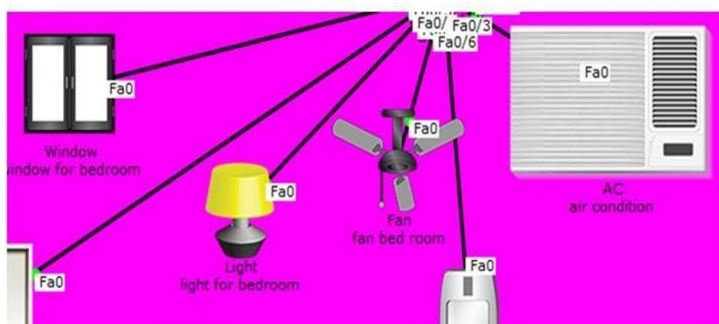 Fa0/
Fa0/3
Fa0/6
Fa0
Fa0
Fa0
Window
window for bedroom
Fa0
AC
air condition
Fan
fan bed room
Light
light for bedroom
Fa0
Fa0